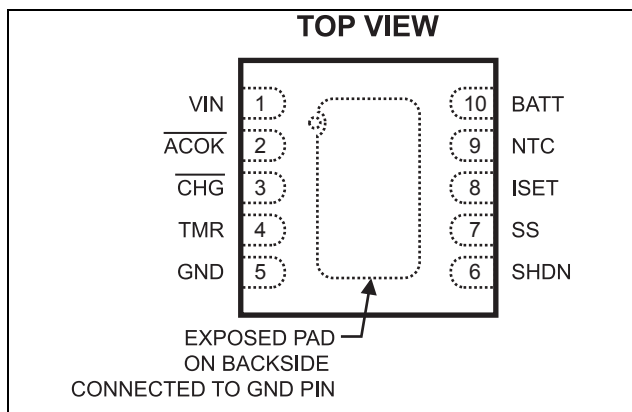 TOP VIEW
VIN 1 10 BATT
ACOK 2 9 NTC
CHG 3 8 ISET
TMR 4 7 SS
GND 5 6 SHDN
EXPOSED PAD
ON BACKSIDE
CONNECTED TO GND PIN